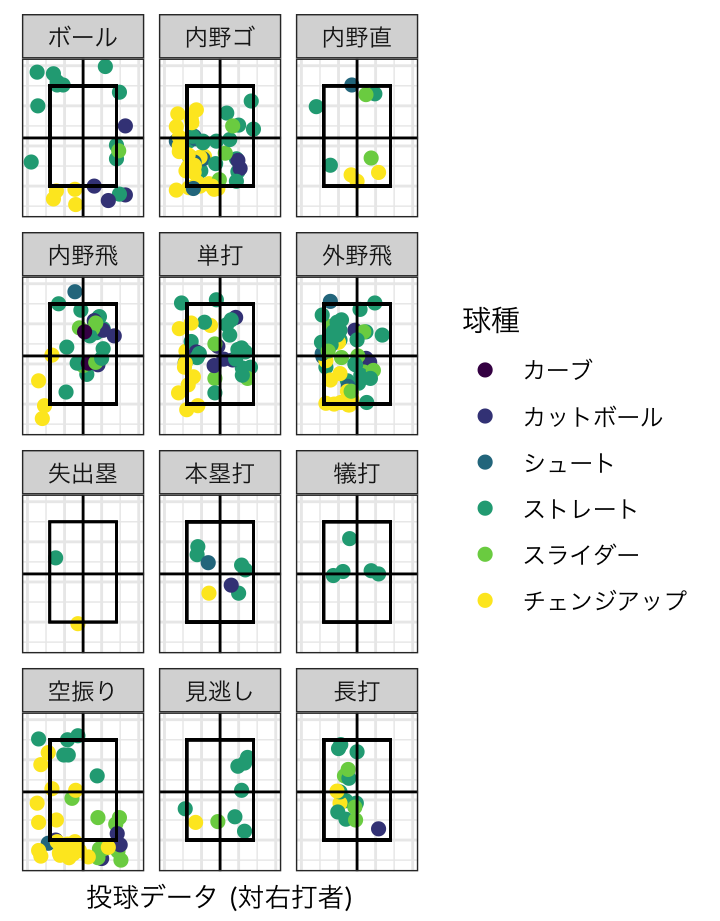 ボール
内野ゴ
内野直
内野飛
単打
外野飛
失出塁
本塁打
犠打
空振り
見逃し
長打
球種
カーブ
カットボール
シュート
ストレート
スライダー
チェンジアップ
投球データ (対右打者)